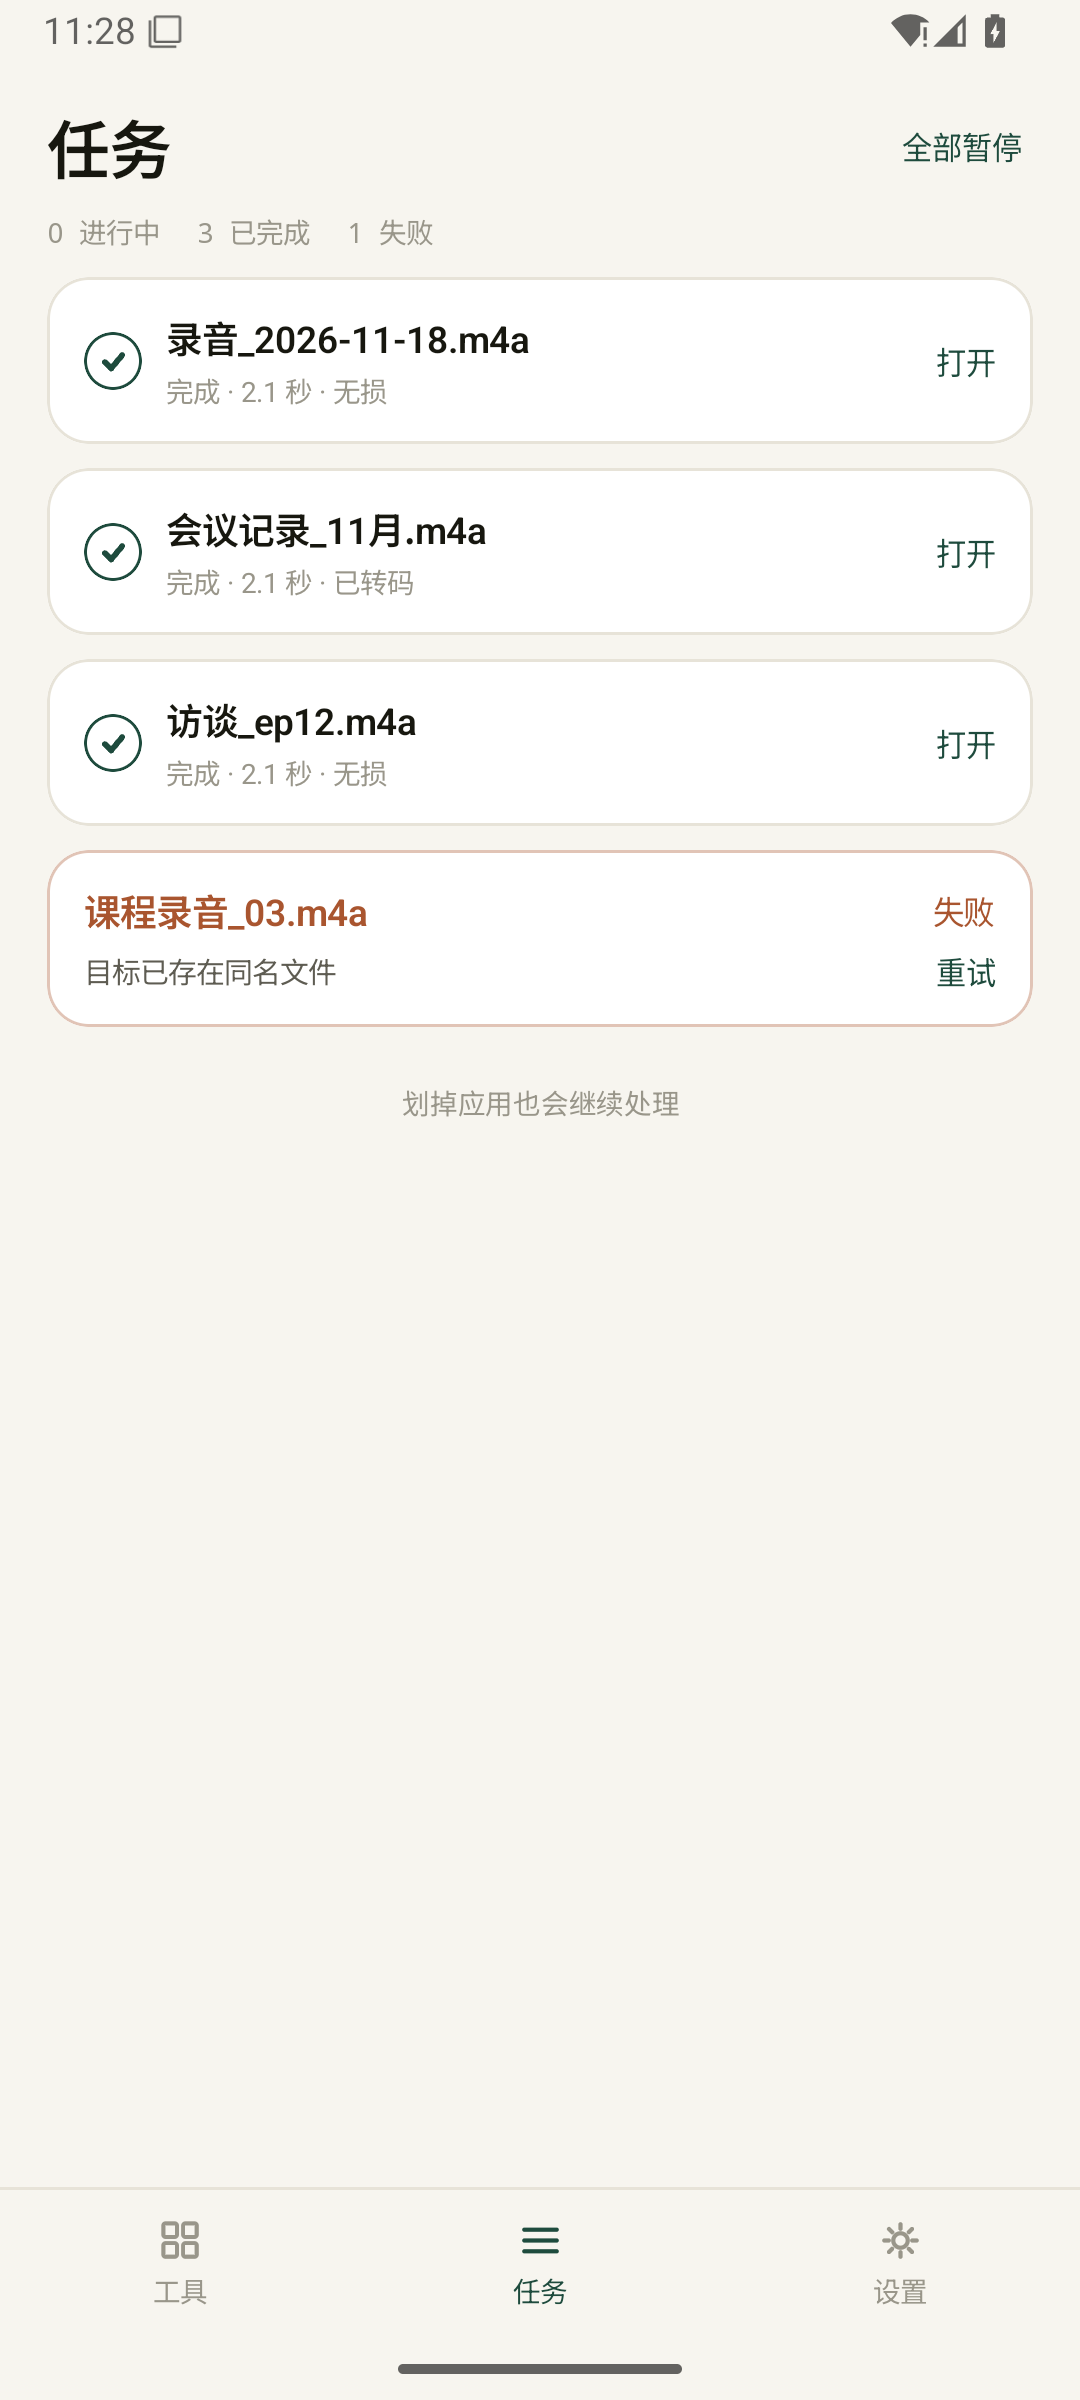 11:28
任务
全部暂停
0 进行中 3 已完成 1 失败
录音_2026-11-18.m4a
完成 · 2.1 秒 · 无损
打开
会议记录_11月.m4a
完成 · 2.1 秒 · 已转码
打开
访谈_ep12.m4a
完成 · 2.1 秒 · 无损
打开
课程录音_03.m4a
失败
目标已存在同名文件
重试
划掉应用也会继续处理
工具
任务
设置